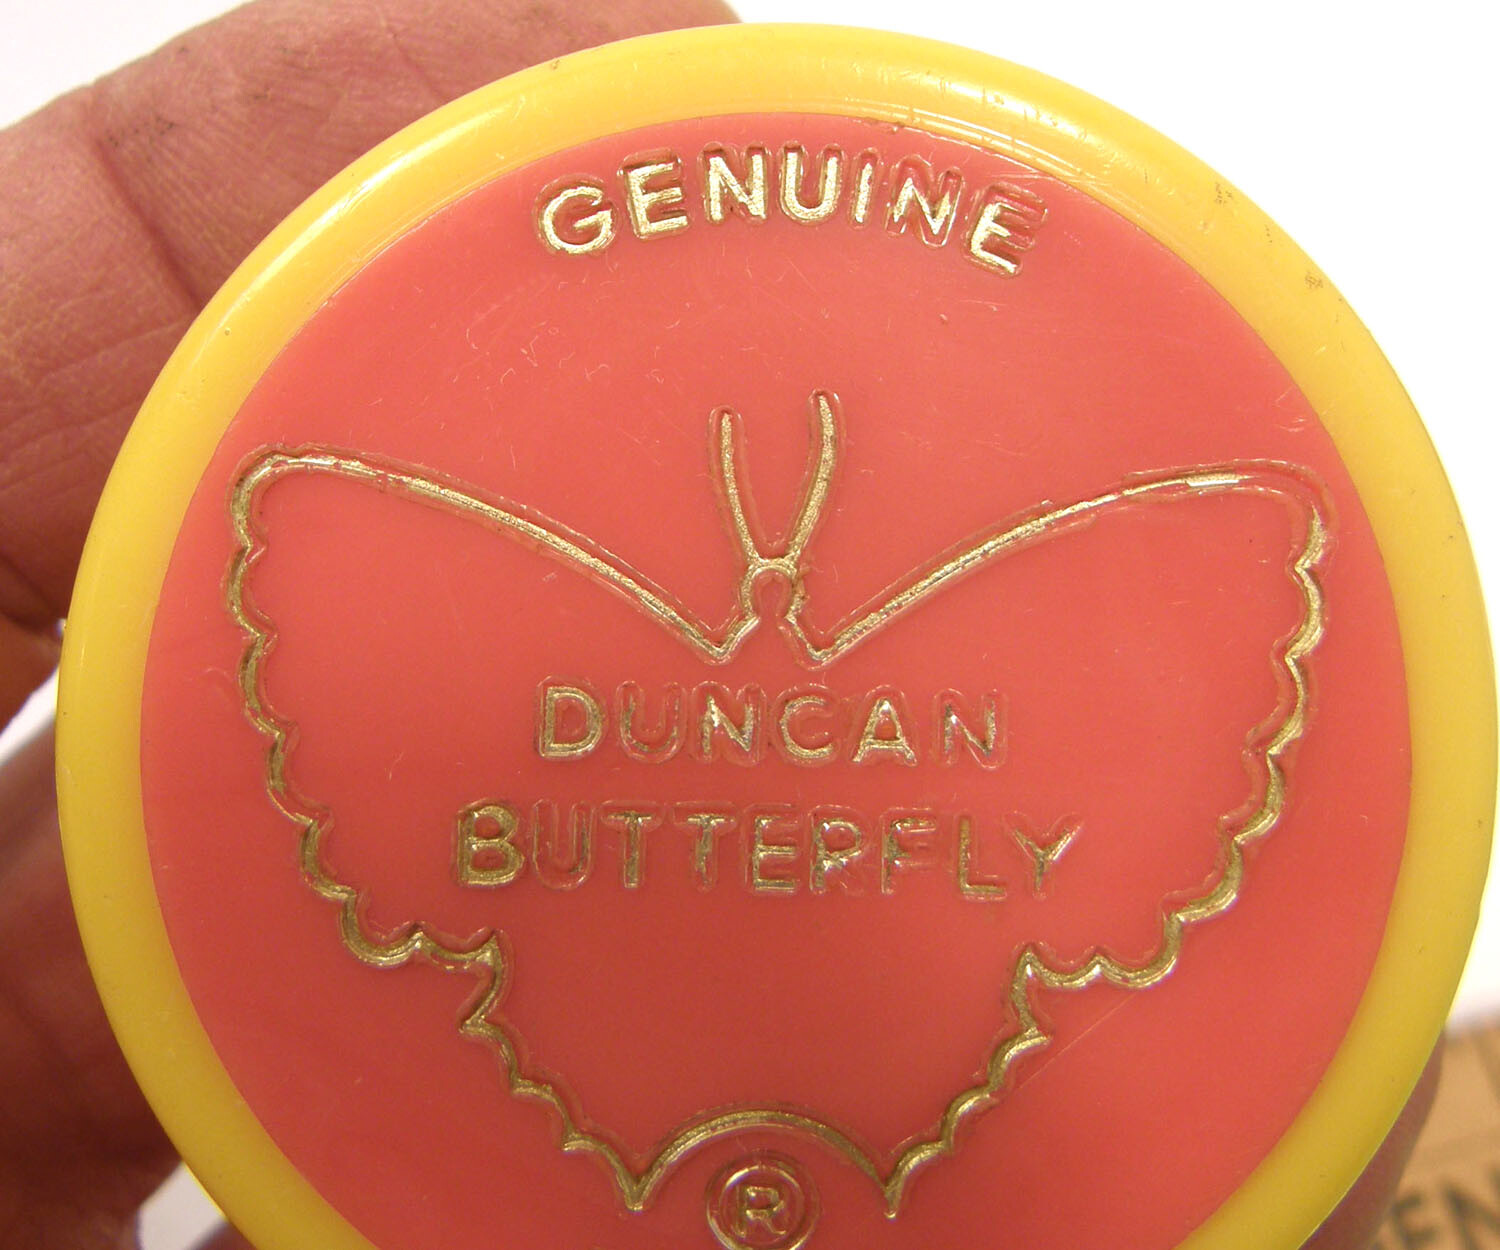 GENUINE
DUNCAN
BUTTERFLY
®